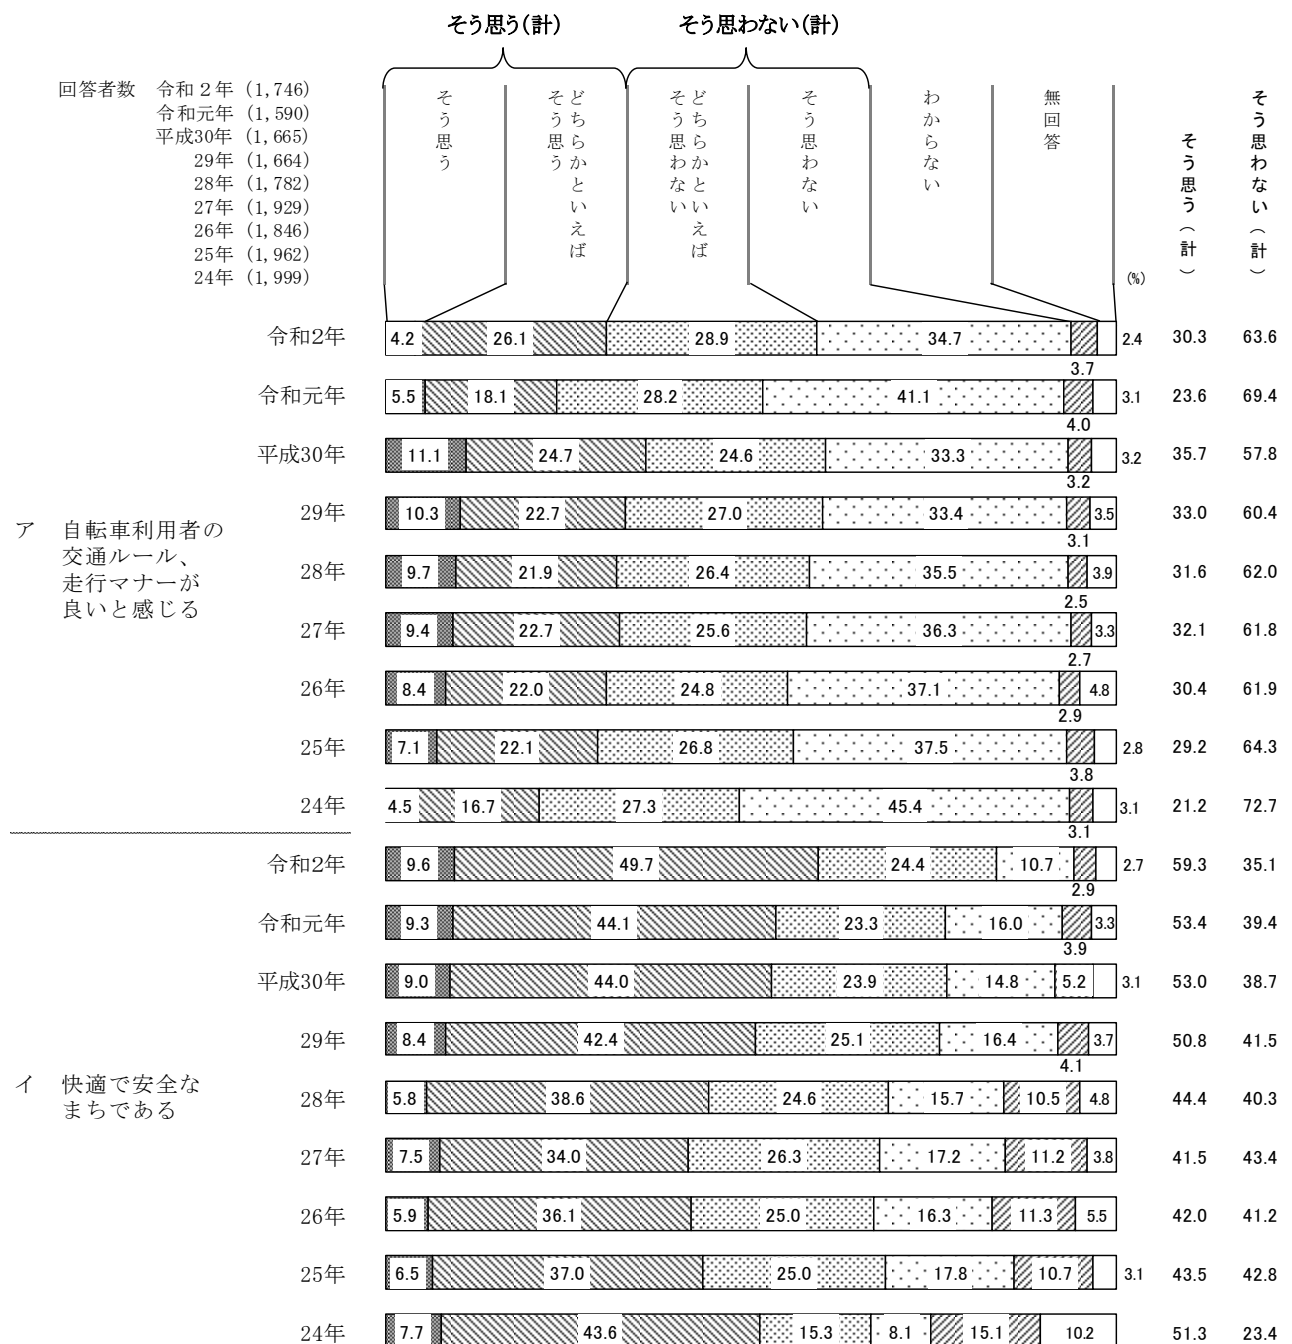 そう思う(計) そう思わない(計)
回答者数 令和２年 (1,746)
令和元年 (1,590)
平成30年 (1,665)
29年 (1,664)
28年 (1,782)
27年 (1,929)
26年 (1,846)
25年 (1,962)
24年 (1,999)
そう思う
どちらかといえば
そう思う
どちらかといえば
そう思わない
そう思わない
わからない
無回答
(%)
そう思う（計）
そう思わない（計）
ア 自転車利用者の
交通ルール、
走行マナーが
良いと感じる
令和2年 4.2 26.1 28.9 34.7 3.7 2.4 30.3 63.6
令和元年 5.5 18.1 28.2 41.1 4.0 3.1 23.6 69.4
平成30年 11.1 24.7 24.6 33.3 3.2 3.2 35.7 57.8
29年 10.3 22.7 27.0 33.4 3.1 3.5 33.0 60.4
28年 9.7 21.9 26.4 35.5 2.5 3.9 31.6 62.0
27年 9.4 22.7 25.6 36.3 2.7 3.3 32.1 61.8
26年 8.4 22.0 24.8 37.1 2.9 4.8 30.4 61.9
25年 7.1 22.1 26.8 37.5 3.8 2.8 29.2 64.3
24年 4.5 16.7 27.3 45.4 3.1 3.1 21.2 72.7
イ 快適で安全な
まちである
令和2年 9.6 49.7 24.4 10.7 2.9 2.7 59.3 35.1
令和元年 9.3 44.1 23.3 16.0 3.9 3.3 53.4 39.4
平成30年 9.0 44.0 23.9 14.8 5.2 3.1 53.0 38.7
29年 8.4 42.4 25.1 16.4 4.1 3.7 50.8 41.5
28年 5.8 38.6 24.6 15.7 10.5 4.8 44.4 40.3
27年 7.5 34.0 26.3 17.2 11.2 3.8 41.5 43.4
26年 5.9 36.1 25.0 16.3 11.3 5.5 42.0 41.2
25年 6.5 37.0 25.0 17.8 10.7 3.1 43.5 42.8
24年 7.7 43.6 15.3 8.1 15.1 10.2 51.3 23.4